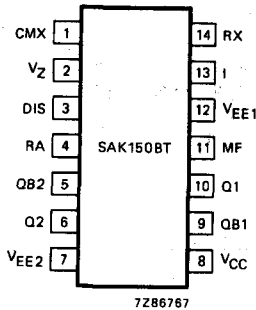 CMX 1 14 RX
VZ 2 13 I
DIS 3 12 VEE1
RA 4 SAK150BT 11 MF
QB2 5 10 Q1
Q2 6 9 QB1
VEE2 7 8 VCC
7Z86767